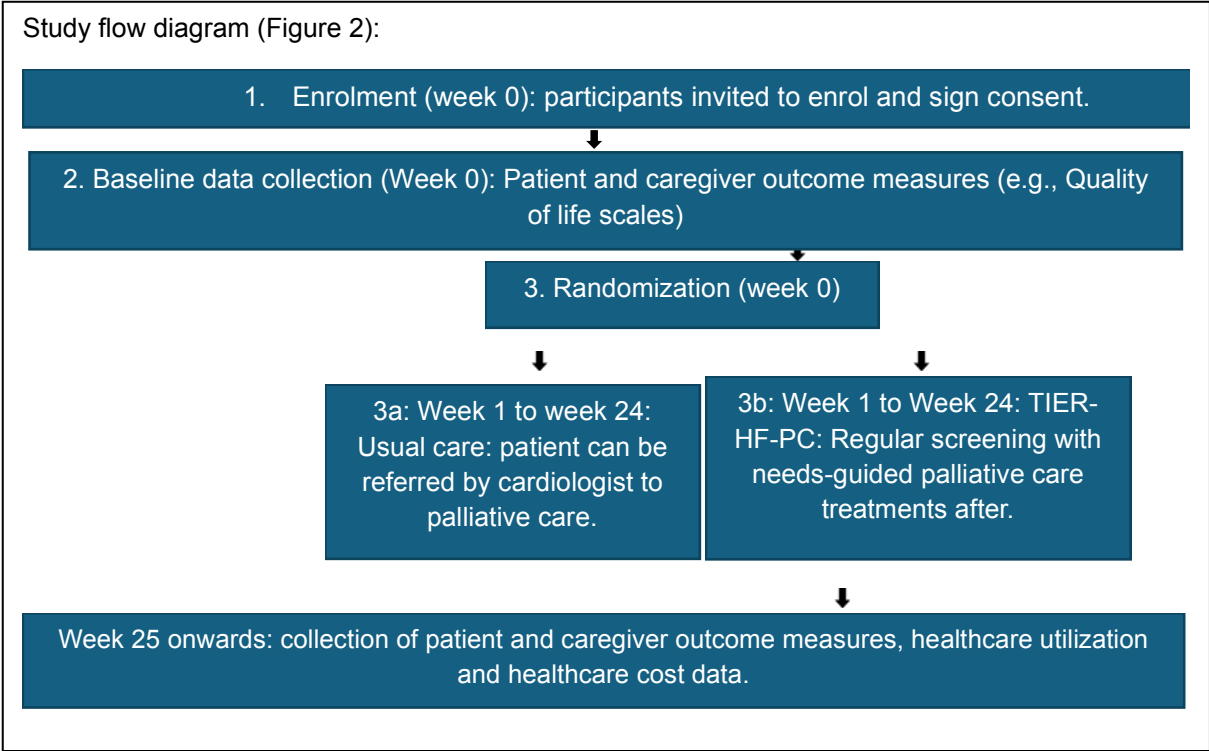 Study flow diagram (Figure 2):
1. Enrolment (week 0): participants invited to enrol and sign consent.
2. Baseline data collection (Week 0): Patient and caregiver outcome measures (e.g., Quality
of life scales)
3. Randomization (week 0)
3a: Week 1 to week 24:
Usual care: patient can be
referred by cardiologist to
palliative care.
3b: Week 1 to Week 24: TIER-
HF-PC: Regular screening with
needs-guided palliative care
treatments after.
Week 25 onwards: collection of patient and caregiver outcome measures, healthcare utilization
and healthcare cost data.